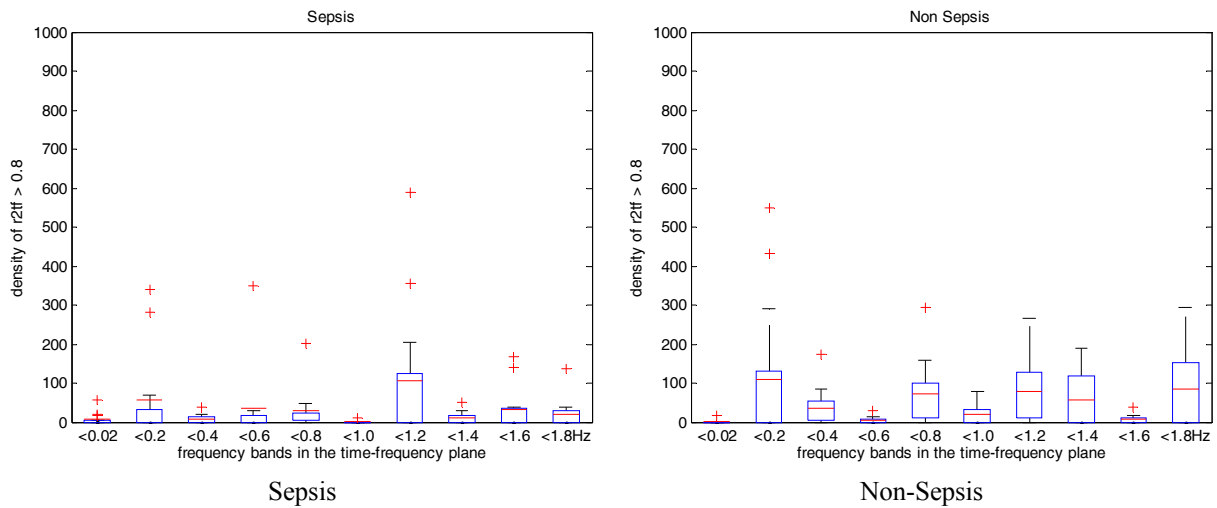 Sepsis
1000
900
800
700
600
500
400
300
200
100
0
density of r2tf > 0.8
<0.02 <0.2 <0.4 <0.6 <0.8 <1.0 <1.2 <1.4 <1.6 <1.8Hz
frequency bands in the time-frequency plane
Sepsis
Non Sepsis
1000
900
800
700
600
500
400
300
200
100
0
density of r2tf > 0.8
<0.02 <0.2 <0.4 <0.6 <0.8 <1.0 <1.2 <1.4 <1.6 <1.8Hz
frequency bands in the time-frequency plane
Non-Sepsis